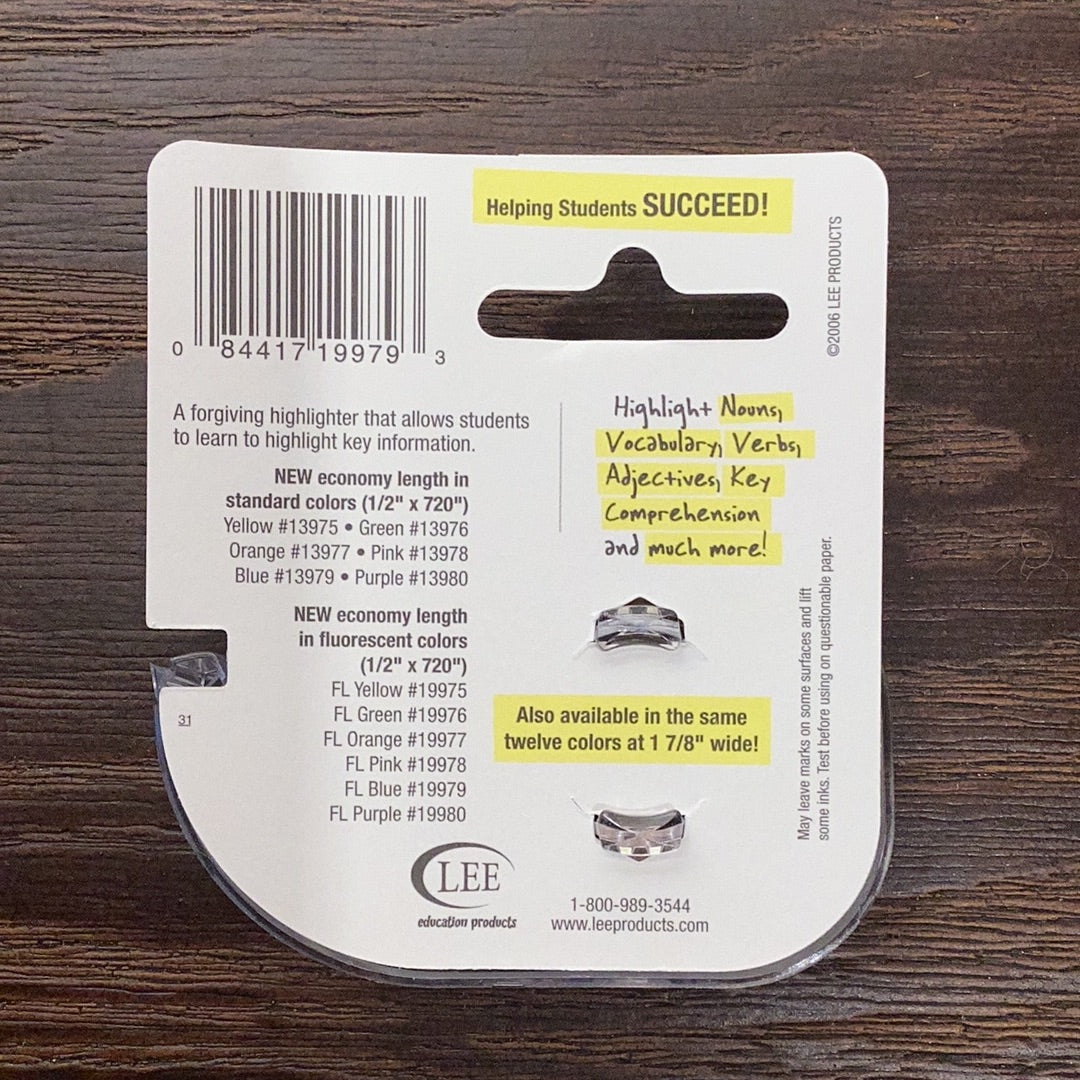 Helping Students SUCCEED!
©2006 LEE PRODUCTS
0 84417 19979 3
A forgiving highlighter that allows students
to learn to highlight key information.
NEW economy length in
standard colors (1/2" x 720")
Yellow #13975 • Green #13976
Orange #13977 • Pink #13978
Blue #13979 • Purple #13980
NEW economy length
in fluorescent colors
(1/2" x 720")
FL Yellow #19975
FL Green #19976
FL Orange #19977
FL Pink #19978
FL Blue #19979
FL Purple #19980
31
Highlight Nouns,
Vocabulary, Verbs,
Adjectives, Key
Comprehension
and much more!
Also available in the same
twelve colors at 1 7/8" wide!
May leave marks on some surfaces and lift
some inks. Test before using on questionable paper.
LEE
education products
1-800-989-3544
www.leeproducts.com